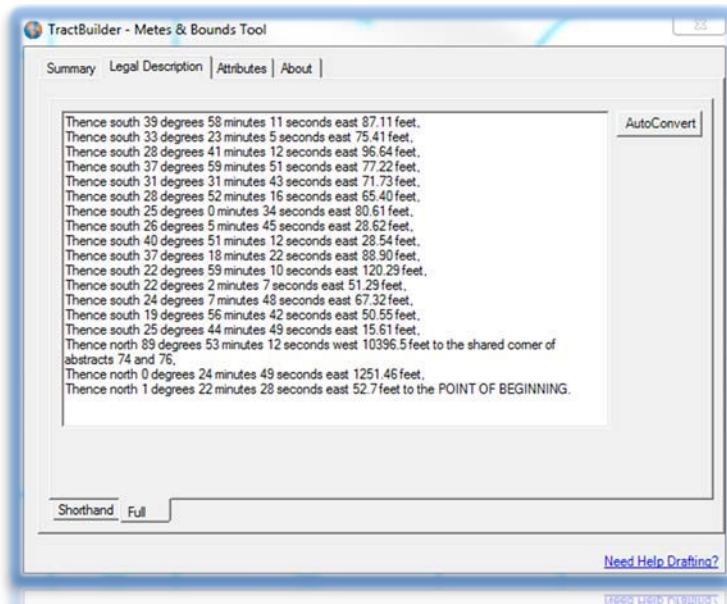 TractBuilder - Metes & Bounds Tool
Summary
Legal Description
Attributes
About
Thence south 39 degrees 58 minutes 11 seconds east 87.11 feet,
Thence south 33 degrees 23 minutes 5 seconds east 75.41 feet,
Thence south 28 degrees 41 minutes 12 seconds east 96.64 feet,
Thence south 37 degrees 59 minutes 51 seconds east 77.22 feet,
Thence south 31 degrees 31 minutes 43 seconds east 71.73 feet,
Thence south 28 degrees 52 minutes 16 seconds east 65.40 feet,
Thence south 25 degrees 0 minutes 34 seconds east 80.61 feet,
Thence south 26 degrees 5 minutes 45 seconds east 28.62 feet,
Thence south 40 degrees 51 minutes 12 seconds east 28.54 feet,
Thence south 37 degrees 18 minutes 22 seconds east 88.90 feet,
Thence south 22 degrees 59 minutes 10 seconds east 120.29 feet,
Thence south 22 degrees 2 minutes 7 seconds east 51.29 feet,
Thence south 24 degrees 7 minutes 48 seconds east 67.32 feet,
Thence south 19 degrees 56 minutes 42 seconds east 50.55 feet,
Thence south 25 degrees 44 minutes 49 seconds east 15.61 feet,
Thence north 89 degrees 53 minutes 12 seconds west 10396.5 feet to the shared corner of
abstracts 74 and 76,
Thence north 0 degrees 24 minutes 49 seconds east 1251.46 feet,
Thence north 1 degrees 22 minutes 28 seconds east 52.7 feet to the POINT OF BEGINNING.
AutoConvert
Shorthand
Full
Need Help Drafting?